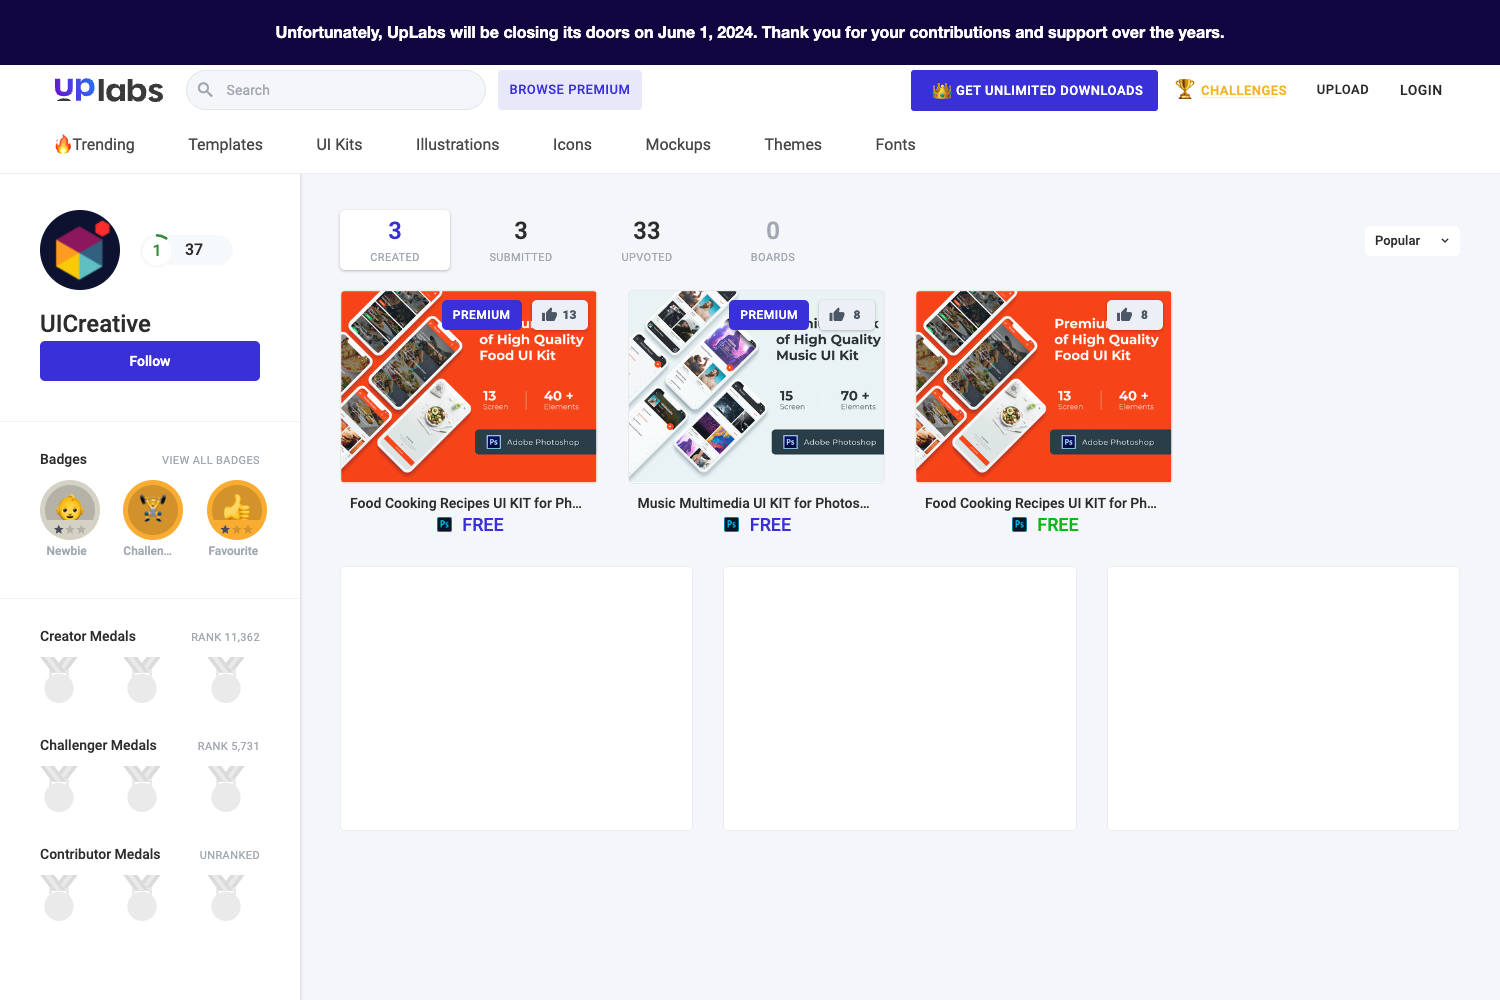 Unfortunately, UpLabs will be closing its doors on June 1, 2024. Thank you for your contributions and support over the years.
uplabs
Search
BROWSE PREMIUM
GET UNLIMITED DOWNLOADS
CHALLENGES
UPLOAD
LOGIN
Trending
Templates
UI Kits
Illustrations
Icons
Mockups
Themes
Fonts
1
37
UICreative
Follow
Badges
VIEW ALL BADGES
Newbie
Challen...
Favourite
Creator Medals
RANK 11,362
Challenger Medals
RANK 5,731
Contributor Medals
UNRANKED
3
CREATED
3
SUBMITTED
33
UPVOTED
0
BOARDS
Popular
PREMIUM
13
of High Quality
Food UI Kit
13
Screen
40 +
Elements
Ps Adobe Photoshop
Food Cooking Recipes UI KIT for Ph...
Ps FREE
PREMIUM
8
of High Quality
Music UI Kit
15
Screen
70 +
Elements
Ps Adobe Photoshop
Music Multimedia UI KIT for Photos...
Ps FREE
8
of High Quality
Food UI Kit
13
Screen
40 +
Elements
Ps Adobe Photoshop
Food Cooking Recipes UI KIT for Ph...
Ps FREE